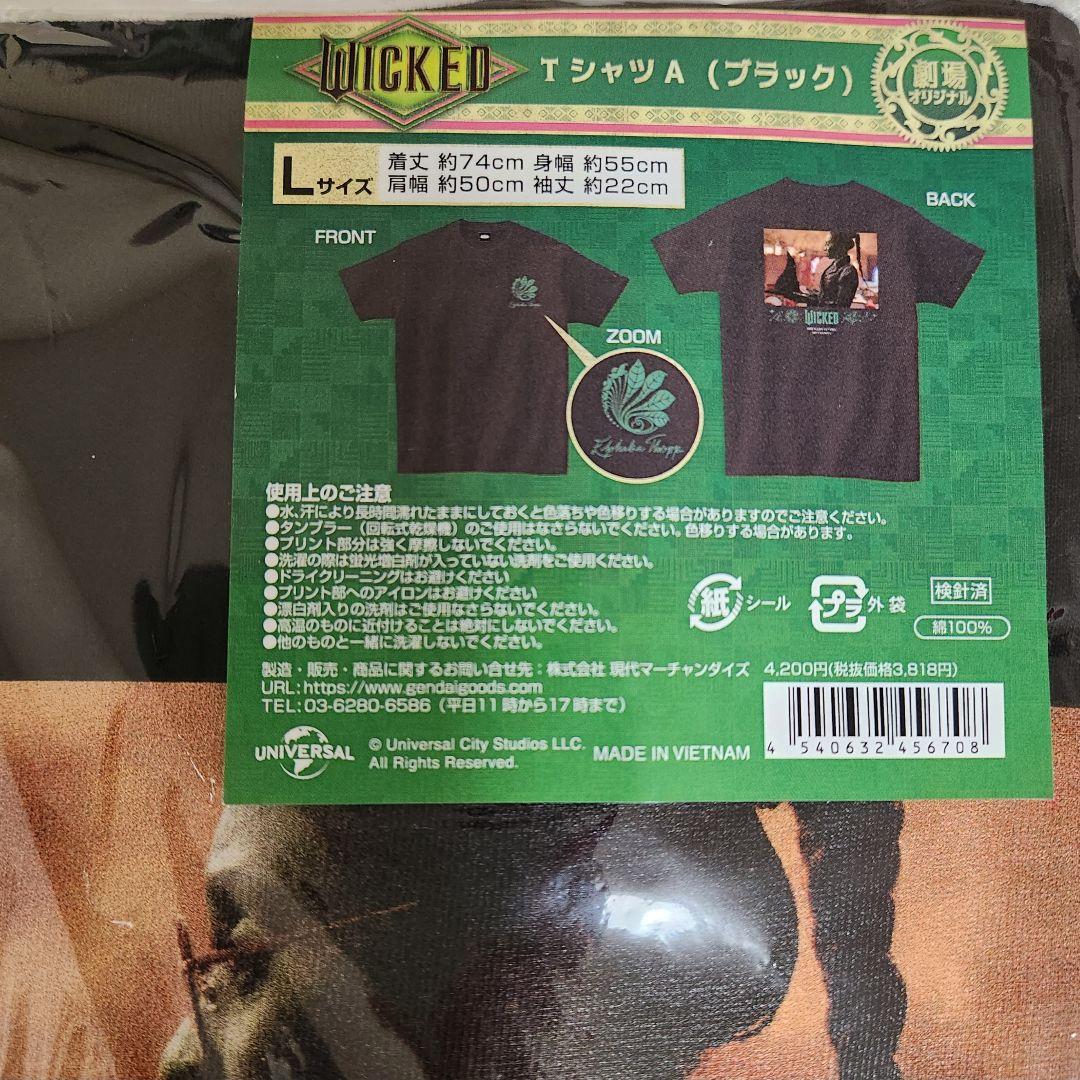 WICKED
TシャツA（ブラック）
劇場
オリジナル
Lサイズ
着丈 約74cm 身幅 約55cm
肩幅 約50cm 袖丈 約22cm
FRONT
BACK
ZOOM
WICKED
Elphaba Thropp
使用上のご注意
●水、汗により長時間濡れたままにしておくと色落ちや色移りする場合がありますのでご注意ください。
●タンブラー（回転式乾燥機）のご使用はなさらないでください。色移りする場合があります。
●プリント部分は強く摩擦しないでください。
●洗濯の際は蛍光増白剤が入っていない洗剤をご使用ください。
●ドライクリーニングはお避けください
●プリント部へのアイロンはお避けください
●漂白剤入りの洗剤はご使用なさらないでください。
●高温のものに近付けることは絶対にしないでください。
●他のものと一緒に洗濯しないでください。
紙 シール
プラ 外袋
検針済
綿100%
製造・販売・商品に関するお問い合せ先：株式会社 現代マーチャンダイズ
4,200円(税抜価格3,818円)
URL：https://www.gendaigoods.com
TEL：03-6280-6586（平日11時から17時まで）
UNIVERSAL
© Universal City Studios LLC.
All Rights Reserved.
MADE IN VIETNAM
4 540632 456708